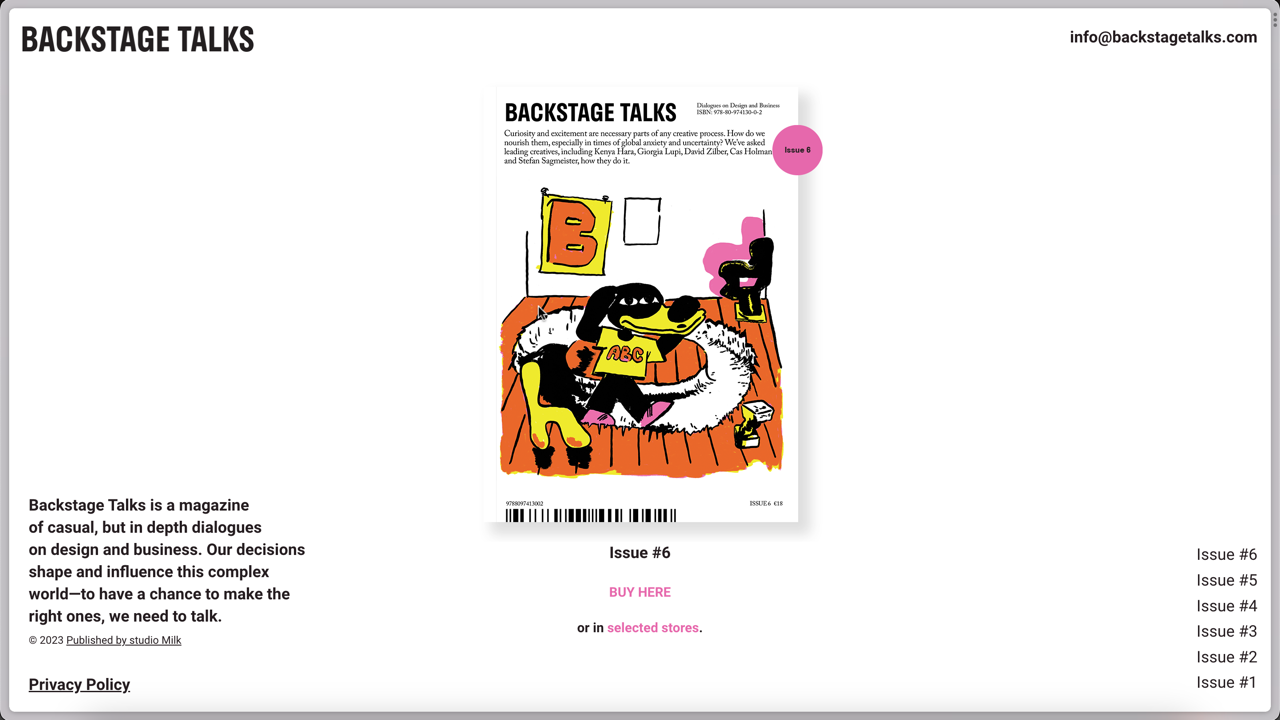 BACKSTAGE TALKS
info@backstagetalks.com
BACKSTAGE TALKS
Dialogues on Design and Business
ISBN: 978-80-974130-0-2
Curiosity and excitement are necessary parts of any creative process. How do we
nourish them, especially in times of global anxiety and uncertainty? We've asked
leading creatives, including Kenya Hara, Giorgia Lupi, David Zilber, Cas Holman
and Stefan Sagmeister, how they do it.
Issue 6
B
ABC
9788097413002
ISSUE 6 €18
Issue #6
BUY HERE
or in selected stores.
Backstage Talks is a magazine
of casual, but in depth dialogues
on design and business. Our decisions
shape and influence this complex
world—to have a chance to make the
right ones, we need to talk.
© 2023 Published by studio Milk
Privacy Policy
Issue #6
Issue #5
Issue #4
Issue #3
Issue #2
Issue #1